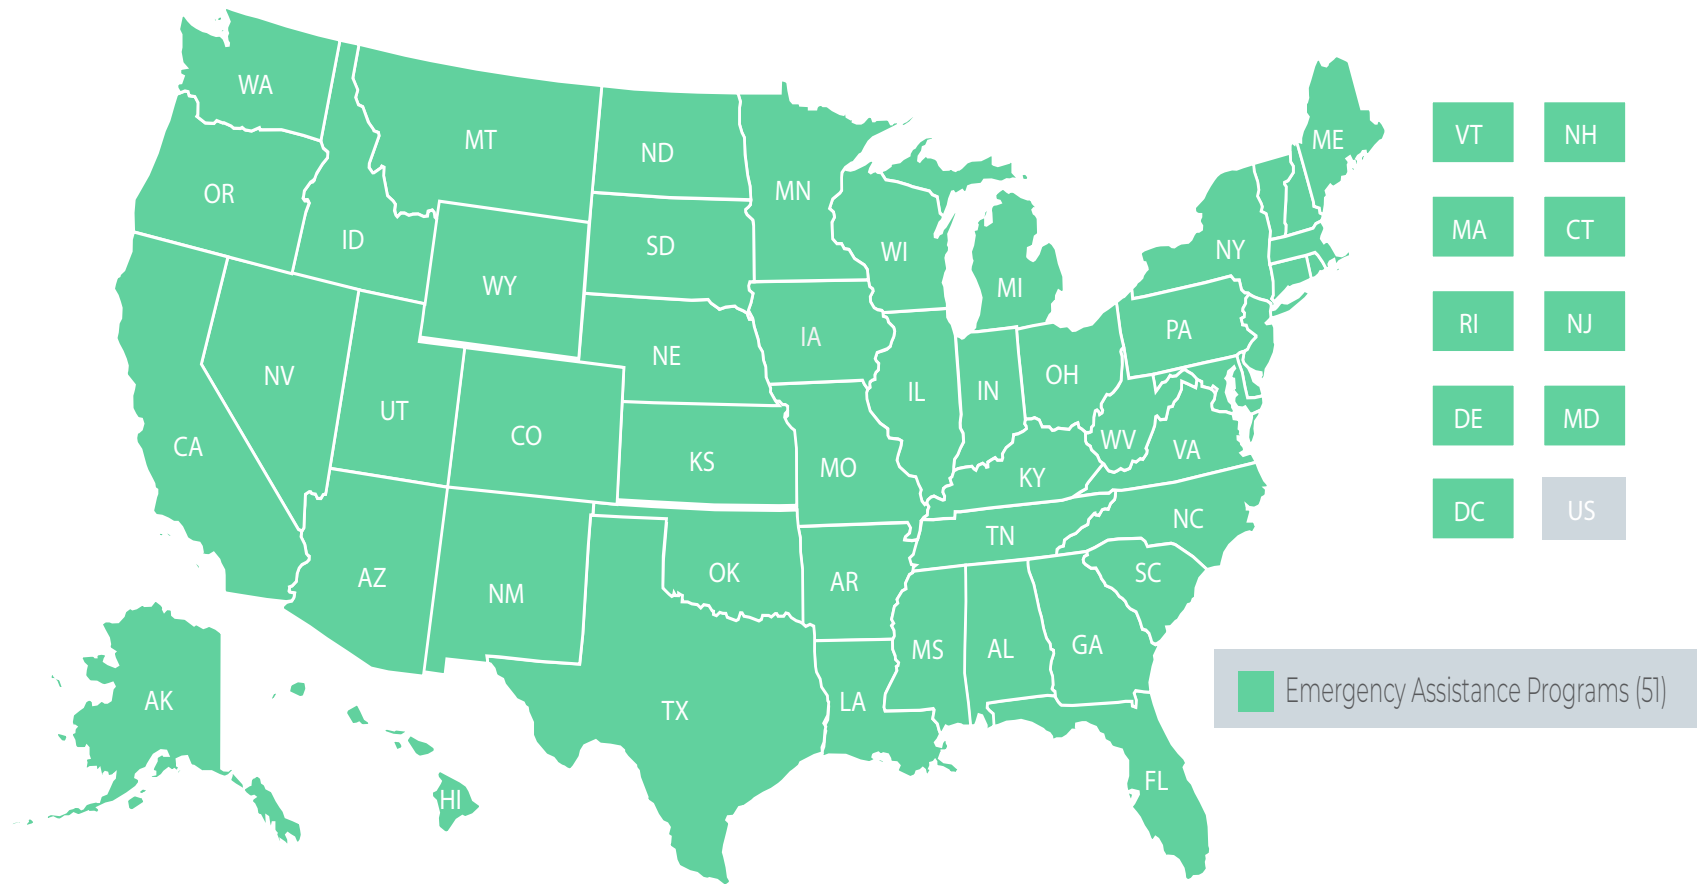 WA
MT
ND
MN
OR
ID
WY
SD
WI
MI
NY
ME
VT
NH
MA
CT
RI
NJ
DE
MD
DC
US
NV
UT
CO
NE
IA
IL
IN
OH
PA
CA
KS
MO
KY
WV
VA
AZ
NM
OK
AR
TN
NC
SC
MS
AL
GA
TX
LA
FL
AK
HI
Emergency Assistance Programs (51)